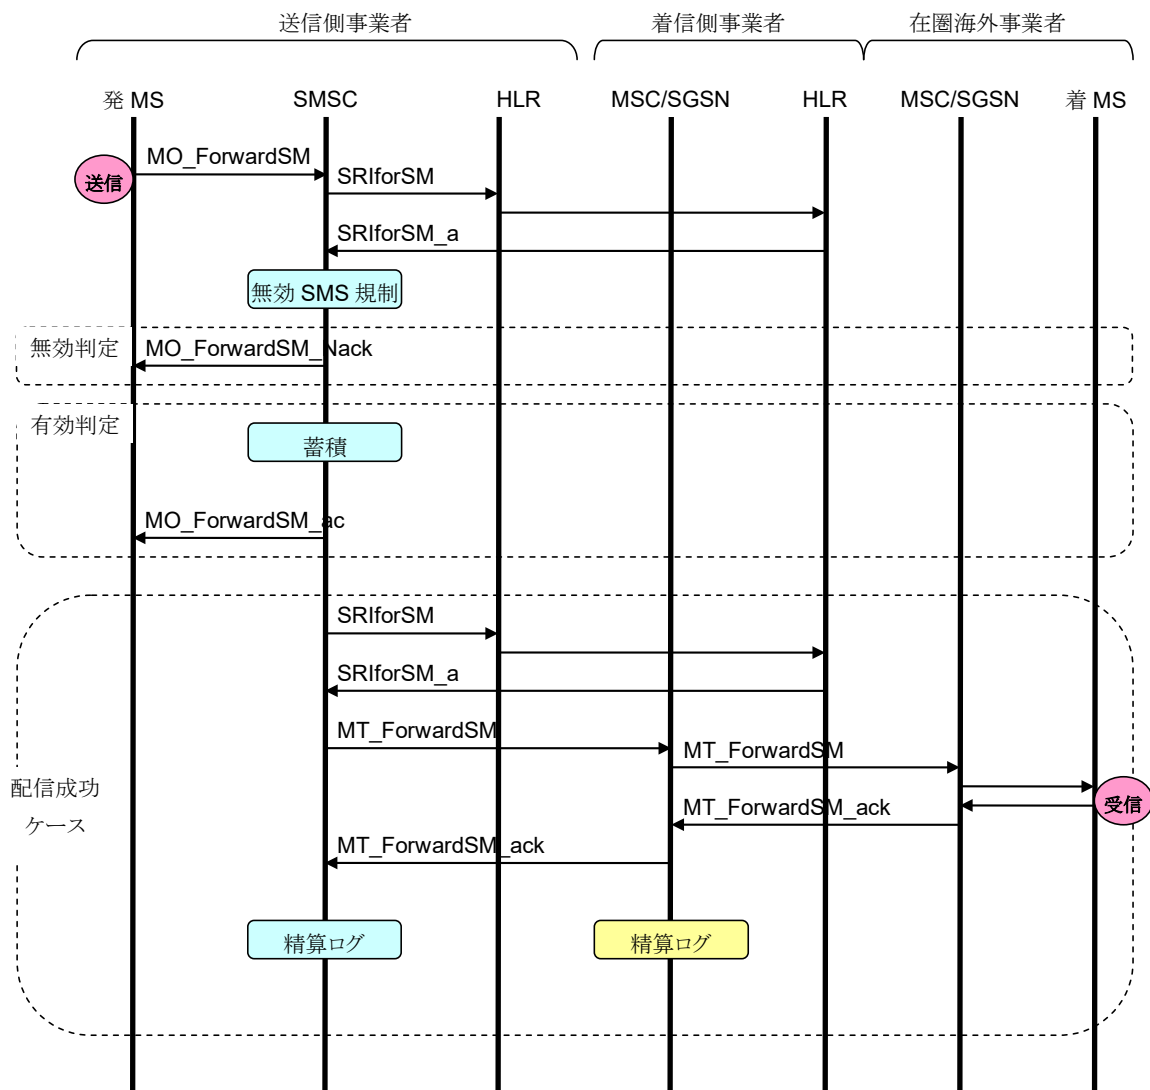 送信側事業者
着信側事業者
在圏海外事業者
発 MS
SMSC
HLR
MSC/SGSN
HLR
MSC/SGSN
着 MS
MO_ForwardSM
送信
SRIforSM
SRIforSM_a
無効 SMS 規制
無効判定
MO_ForwardSM_Nack
有効判定
蓄積
MO_ForwardSM_ac
SRIforSM
SRIforSM_a
MT_ForwardSM
MT_ForwardSM
配信成功
ケース
受信
MT_ForwardSM_ack
MT_ForwardSM_ack
精算ログ
精算ログ